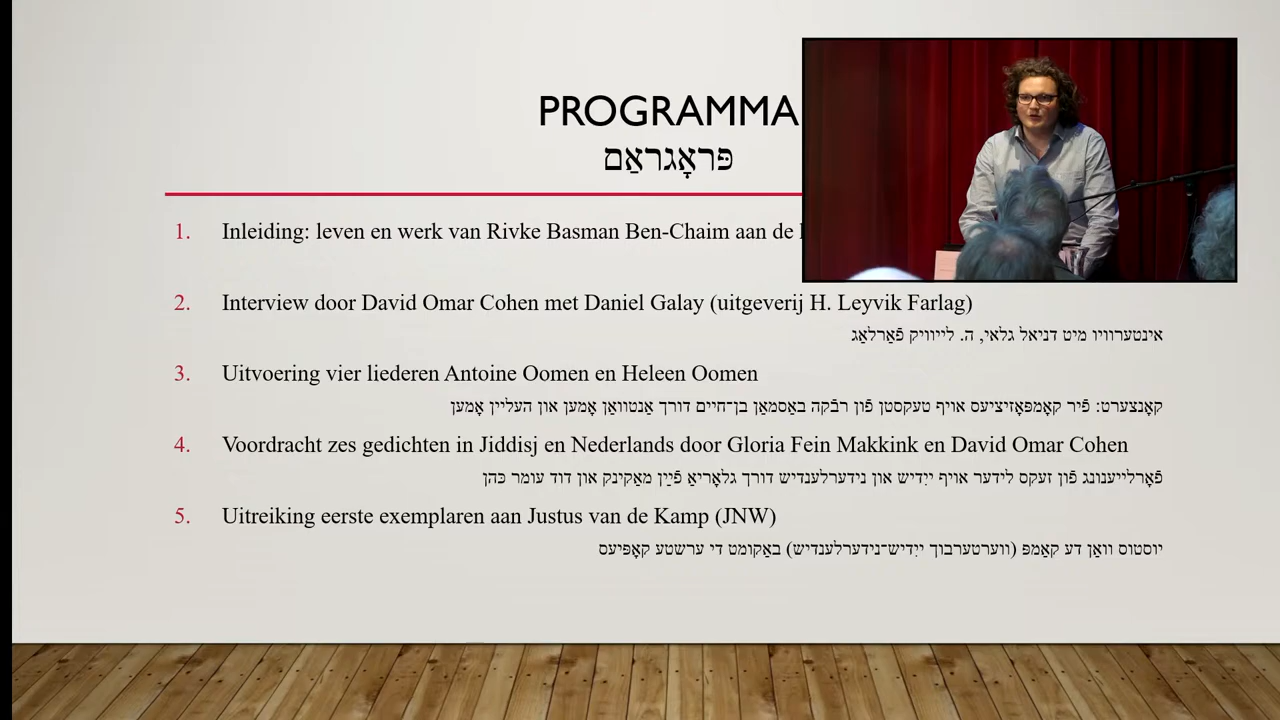 PROGRAMMA
פּראָגראַם
1. Inleiding: leven en werk van Rivke Basman Ben-Chaim aan de
2. Interview door David Omar Cohen met Daniel Galay (uitgeverij H. Leyvik Farlag)
אינטערוויו מיט דניאל גלאי, ה. לייוויק פֿאַרלאַג
3. Uitvoering vier liederen Antoine Oomen en Heleen Oomen
קאָנצערט: פֿיר קאָמפּאָזיציעס אויף טעקסטן פֿון רבֿקה באַסמאַן בן־חיים דורך אַנטוואַן אָמען און העליין אָמען
4. Voordracht zes gedichten in Jiddisj en Nederlands door Gloria Fein Makkink en David Omar Cohen
פֿאָרלייענונג פֿון זעקס לידער אויף ייִדיש און נידערלענדיש דורך גלאָריאַ פֿײַן מאַקינק און דוד עומר כּהן
5. Uitreiking eerste exemplaren aan Justus van de Kamp (JNW)
יוסטוס וואַן דע קאַמפּ (ווערטערבוך ייִדיש־נידערלענדיש) באַקומט די ערשטע קאָפּיעס